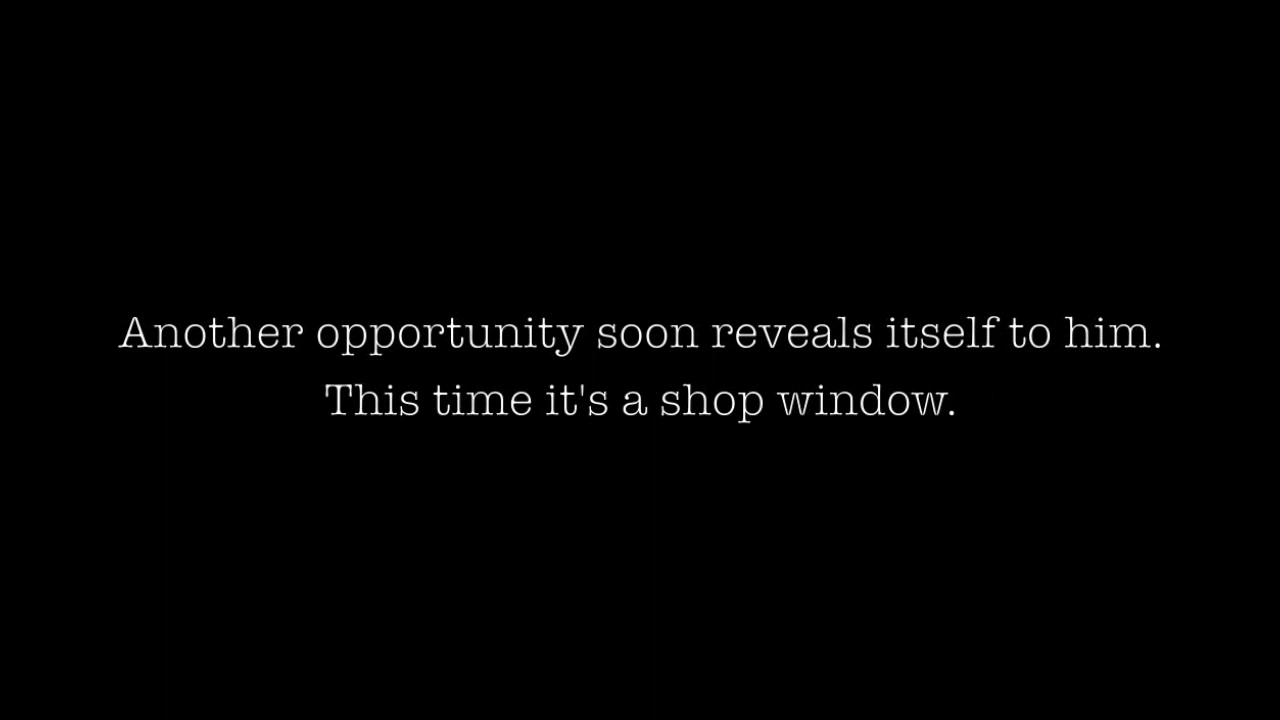 Another opportunity soon reveals itself to him.
This time it's a shop window.